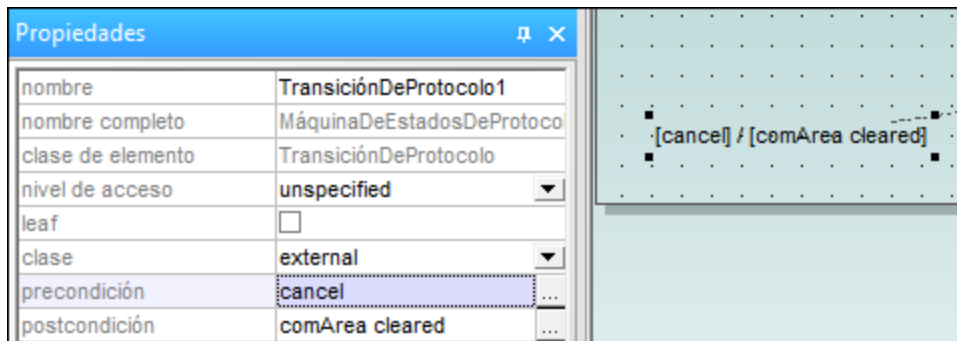 Propiedades
nombre TransiciónDeProtocolo1
nombre completo MáquinaDeEstadosDeProtoco
clase de elemento TransiciónDeProtocolo
nivel de acceso unspecified
leaf
clase external
precondición cancel ...
postcondición comArea cleared ...
[cancel] / [comArea cleared]